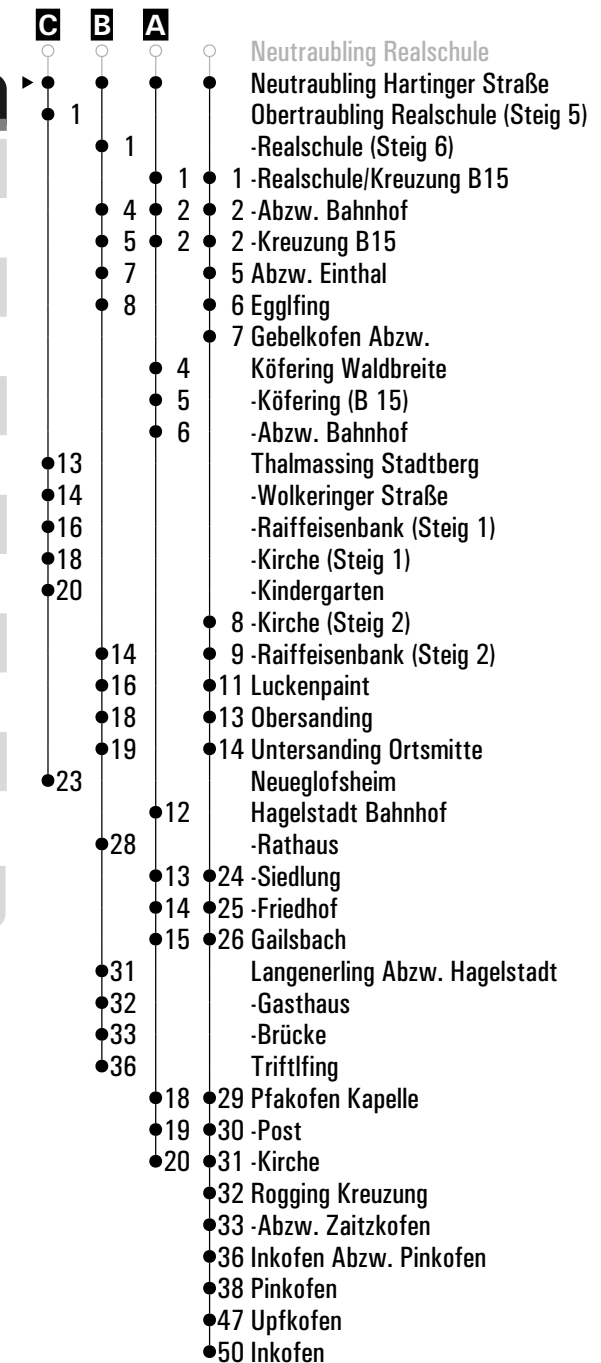 C B A
Neutraubling Realschule
Neutraubling Hartinger Straße
1 Obertraubling Realschule (Steig 5)
1 -Realschule (Steig 6)
1 1 -Realschule/Kreuzung B15
4 2 2 -Abzw. Bahnhof
5 2 2 -Kreuzung B15
7 5 Abzw. Einthal
8 6 Egglfing
7 Gebelkofen Abzw.
4 Köfering Waldbreite
5 -Köfering (B 15)
6 -Abzw. Bahnhof
13 Thalmassing Stadtberg
14 -Wolkeringer Straße
16 -Raiffeisenbank (Steig 1)
18 -Kirche (Steig 1)
20 -Kindergarten
8 -Kirche (Steig 2)
14 9 -Raiffeisenbank (Steig 2)
16 11 Luckenpaint
18 13 Obersanding
19 14 Untersanding Ortsmitte
23 Neueglofsheim
12 Hagelstadt Bahnhof
28 -Rathaus
13 24 -Siedlung
14 25 -Friedhof
15 26 Gailsbach
31 Langenerling Abzw. Hagelstadt
32 -Gasthaus
33 -Brücke
36 Triftlfing
18 29 Pfakofen Kapelle
19 30 -Post
20 31 -Kirche
32 Rogging Kreuzung
33 -Abzw. Zaitzkofen
36 Inkofen Abzw. Pinkofen
38 Pinkofen
47 Upfkofen
50 Inkofen